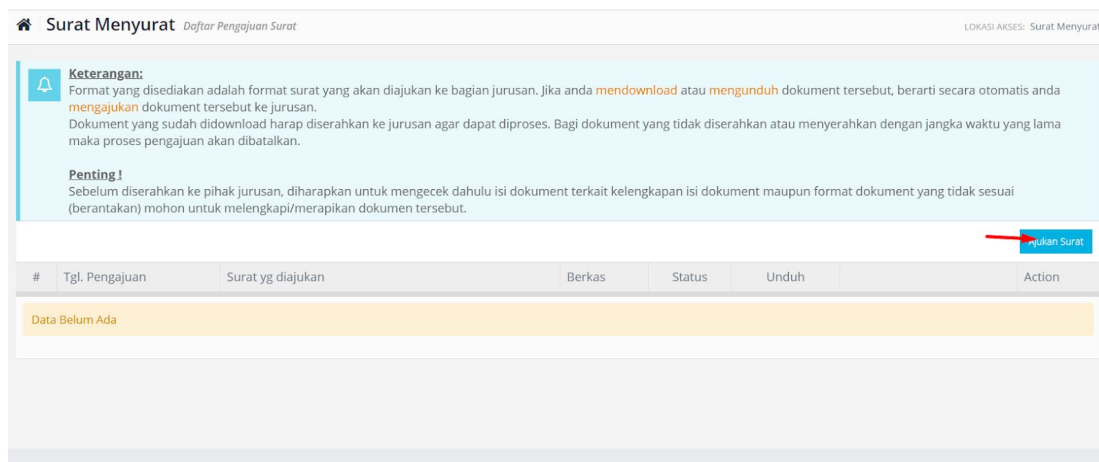 Surat Menyurat Daftar Pengajuan Surat
LOKASI AKSES: Surat Menyurat
Keterangan:
Format yang disediakan adalah format surat yang akan diajukan ke bagian jurusan. Jika anda mendownload atau mengunduh dokument tersebut, berarti secara otomatis anda
mengajukan dokument tersebut ke jurusan.
Dokument yang sudah didownload harap diserahkan ke jurusan agar dapat diproses. Bagi dokument yang tidak diserahkan atau menyerahkan dengan jangka waktu yang lama
maka proses pengajuan akan dibatalkan.
Penting !
Sebelum diserahkan ke pihak jurusan, diharapkan untuk mengecek dahulu isi dokument terkait kelengkapan isi dokument maupun format dokument yang tidak sesuai
(berantakan) mohon untuk melengkapi/merapikan dokumen tersebut.
Ajukan Surat
# Tgl. Pengajuan Surat yg diajukan Berkas Status Unduh Action
Data Belum Ada